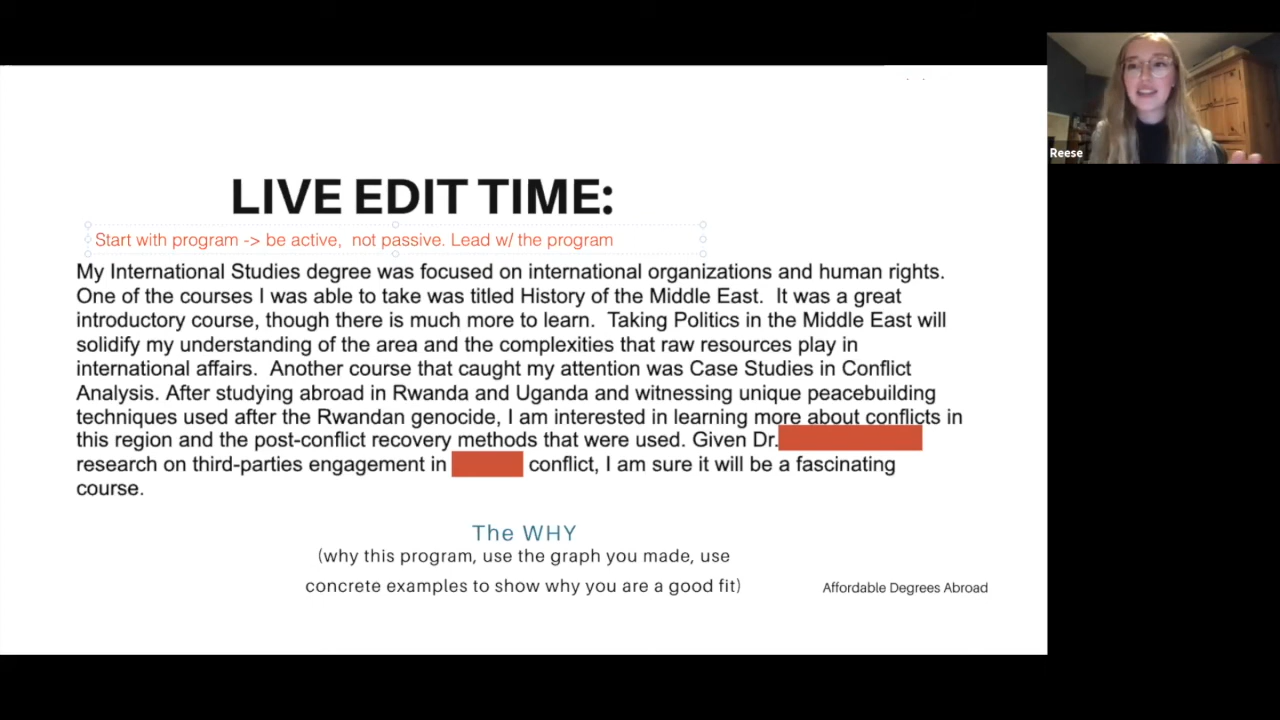 Reese
LIVE EDIT TIME:
Start with program -> be active, not passive. Lead w/ the program
My International Studies degree was focused on international organizations and human rights.
One of the courses I was able to take was titled History of the Middle East. It was a great
introductory course, though there is much more to learn. Taking Politics in the Middle East will
solidify my understanding of the area and the complexities that raw resources play in
international affairs. Another course that caught my attention was Case Studies in Conflict
Analysis. After studying abroad in Rwanda and Uganda and witnessing unique peacebuilding
techniques used after the Rwandan genocide, I am interested in learning more about conflicts in
this region and the post-conflict recovery methods that were used. Given Dr.
research on third-parties engagement in conflict, I am sure it will be a fascinating
course.
The WHY
(why this program, use the graph you made, use
concrete examples to show why you are a good fit)
Affordable Degrees Abroad